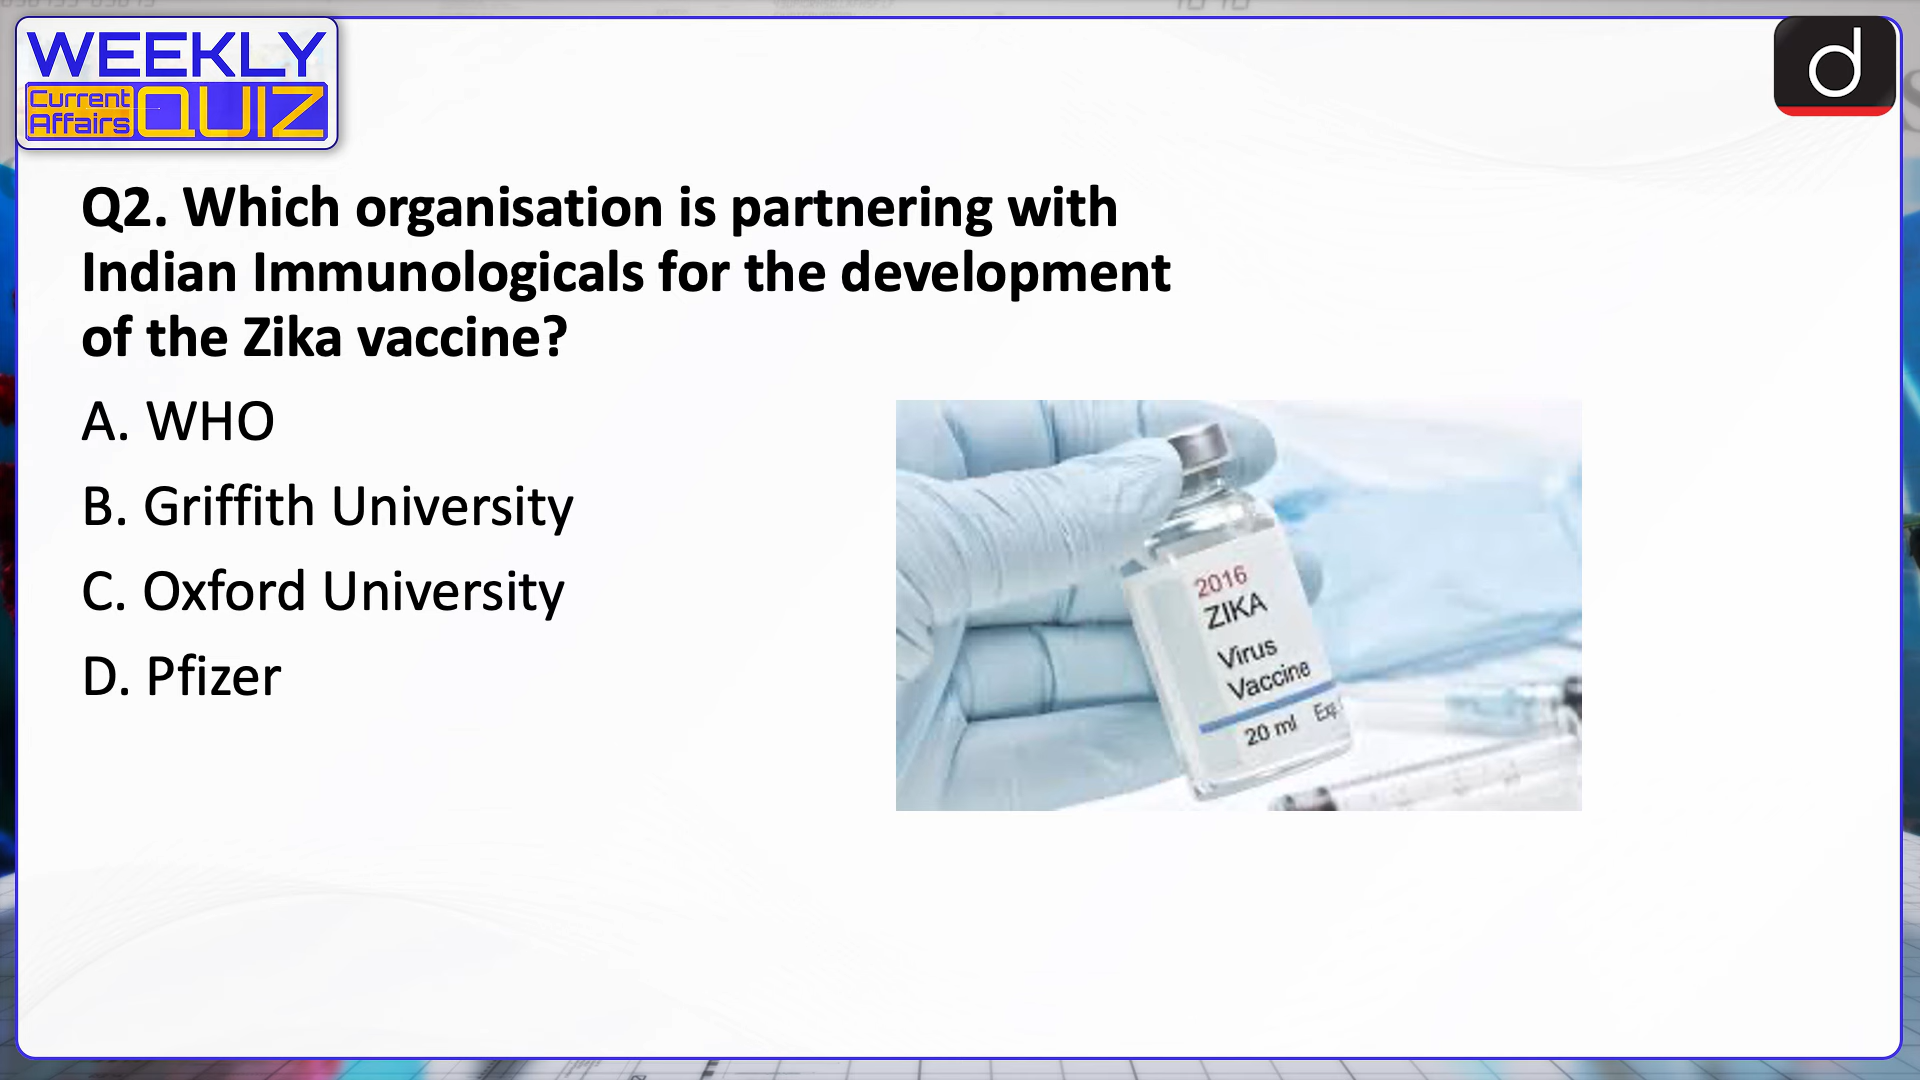 WEEKLY
Current
Affairs
QUIZ
d
Q2. Which organisation is partnering with
Indian Immunologicals for the development
of the Zika vaccine?
A. WHO
B. Griffith University
C. Oxford University
D. Pfizer
2016
ZIKA
Virus
Vaccine
20 ml Exp.